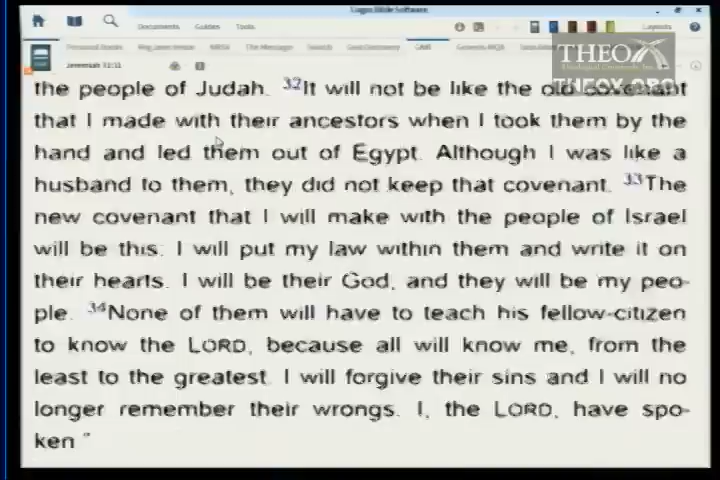 Logos Bible Software
Documents Guides Tools Layouts
THEOX
THEOX.ORG
Jeremiah 31:31
the people of Judah. 32It will not be like the old covenant
that I made with their ancestors when I took them by the
hand and led them out of Egypt. Although I was like a
husband to them, they did not keep that covenant. 33The
new covenant that I will make with the people of Israel
will be this: I will put my law within them and write it on
their hearts. I will be their God, and they will be my peo-
ple. 34None of them will have to teach his fellow-citizen
to know the LORD, because all will know me, from the
least to the greatest. I will forgive their sins and I will no
longer remember their wrongs. I, the LORD, have spo-
ken."